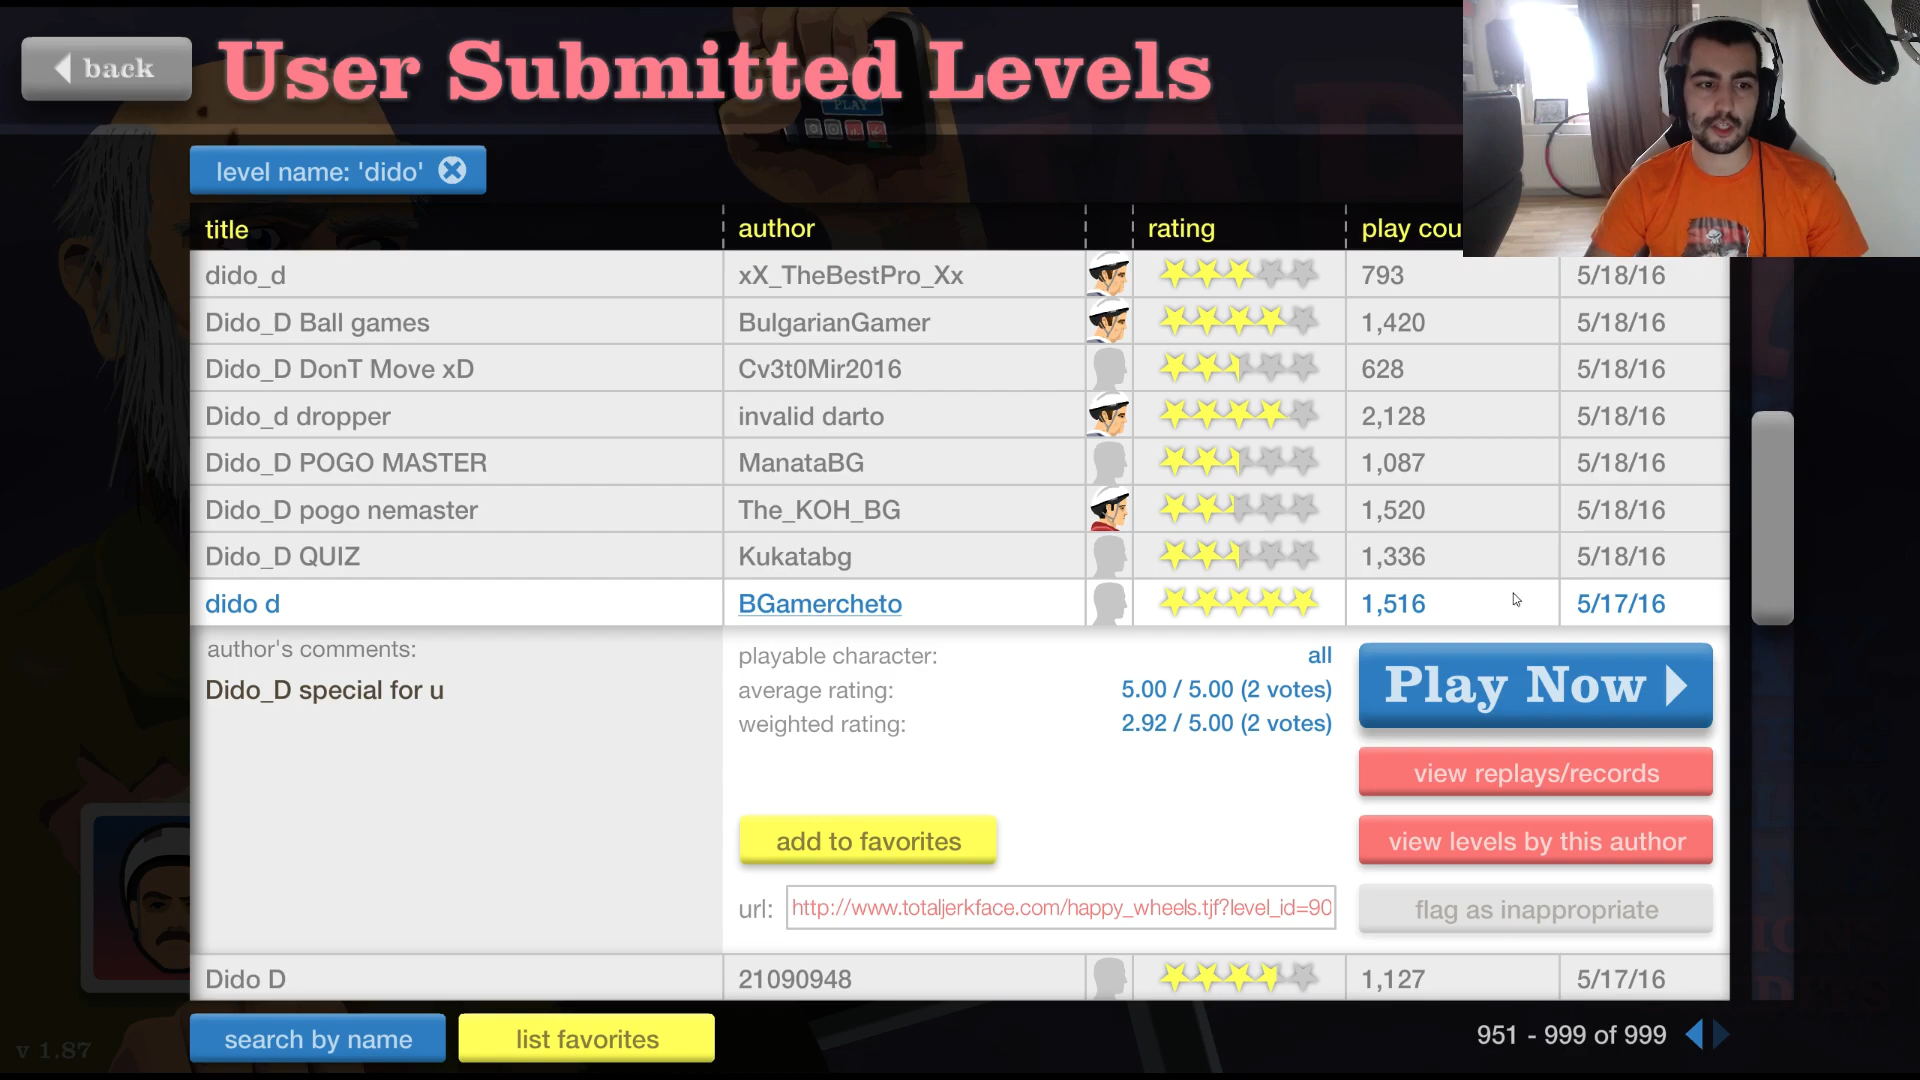 back
User Submitted Levels
PLAY
level name: 'dido'
title author rating play cou
dido_d xX_TheBestPro_Xx 793 5/18/16
Dido_D Ball games BulgarianGamer 1,420 5/18/16
Dido_D DonT Move xD Cv3t0Mir2016 628 5/18/16
Dido_d dropper invalid darto 2,128 5/18/16
Dido_D POGO MASTER ManataBG 1,087 5/18/16
Dido_D pogo nemaster The_KOH_BG 1,520 5/18/16
Dido_D QUIZ Kukatabg 1,336 5/18/16
dido d BGamercheto 1,516 5/17/16
author's comments:
Dido_D special for u
playable character: all
average rating: 5.00 / 5.00 (2 votes)
weighted rating: 2.92 / 5.00 (2 votes)
Play Now
view replays/records
add to favorites
view levels by this author
url: http://www.totaljerkface.com/happy_wheels.tjf?level_id=90
flag as inappropriate
Dido D 21090948 1,127 5/17/16
search by name list favorites 951 - 999 of 999
v 1.87